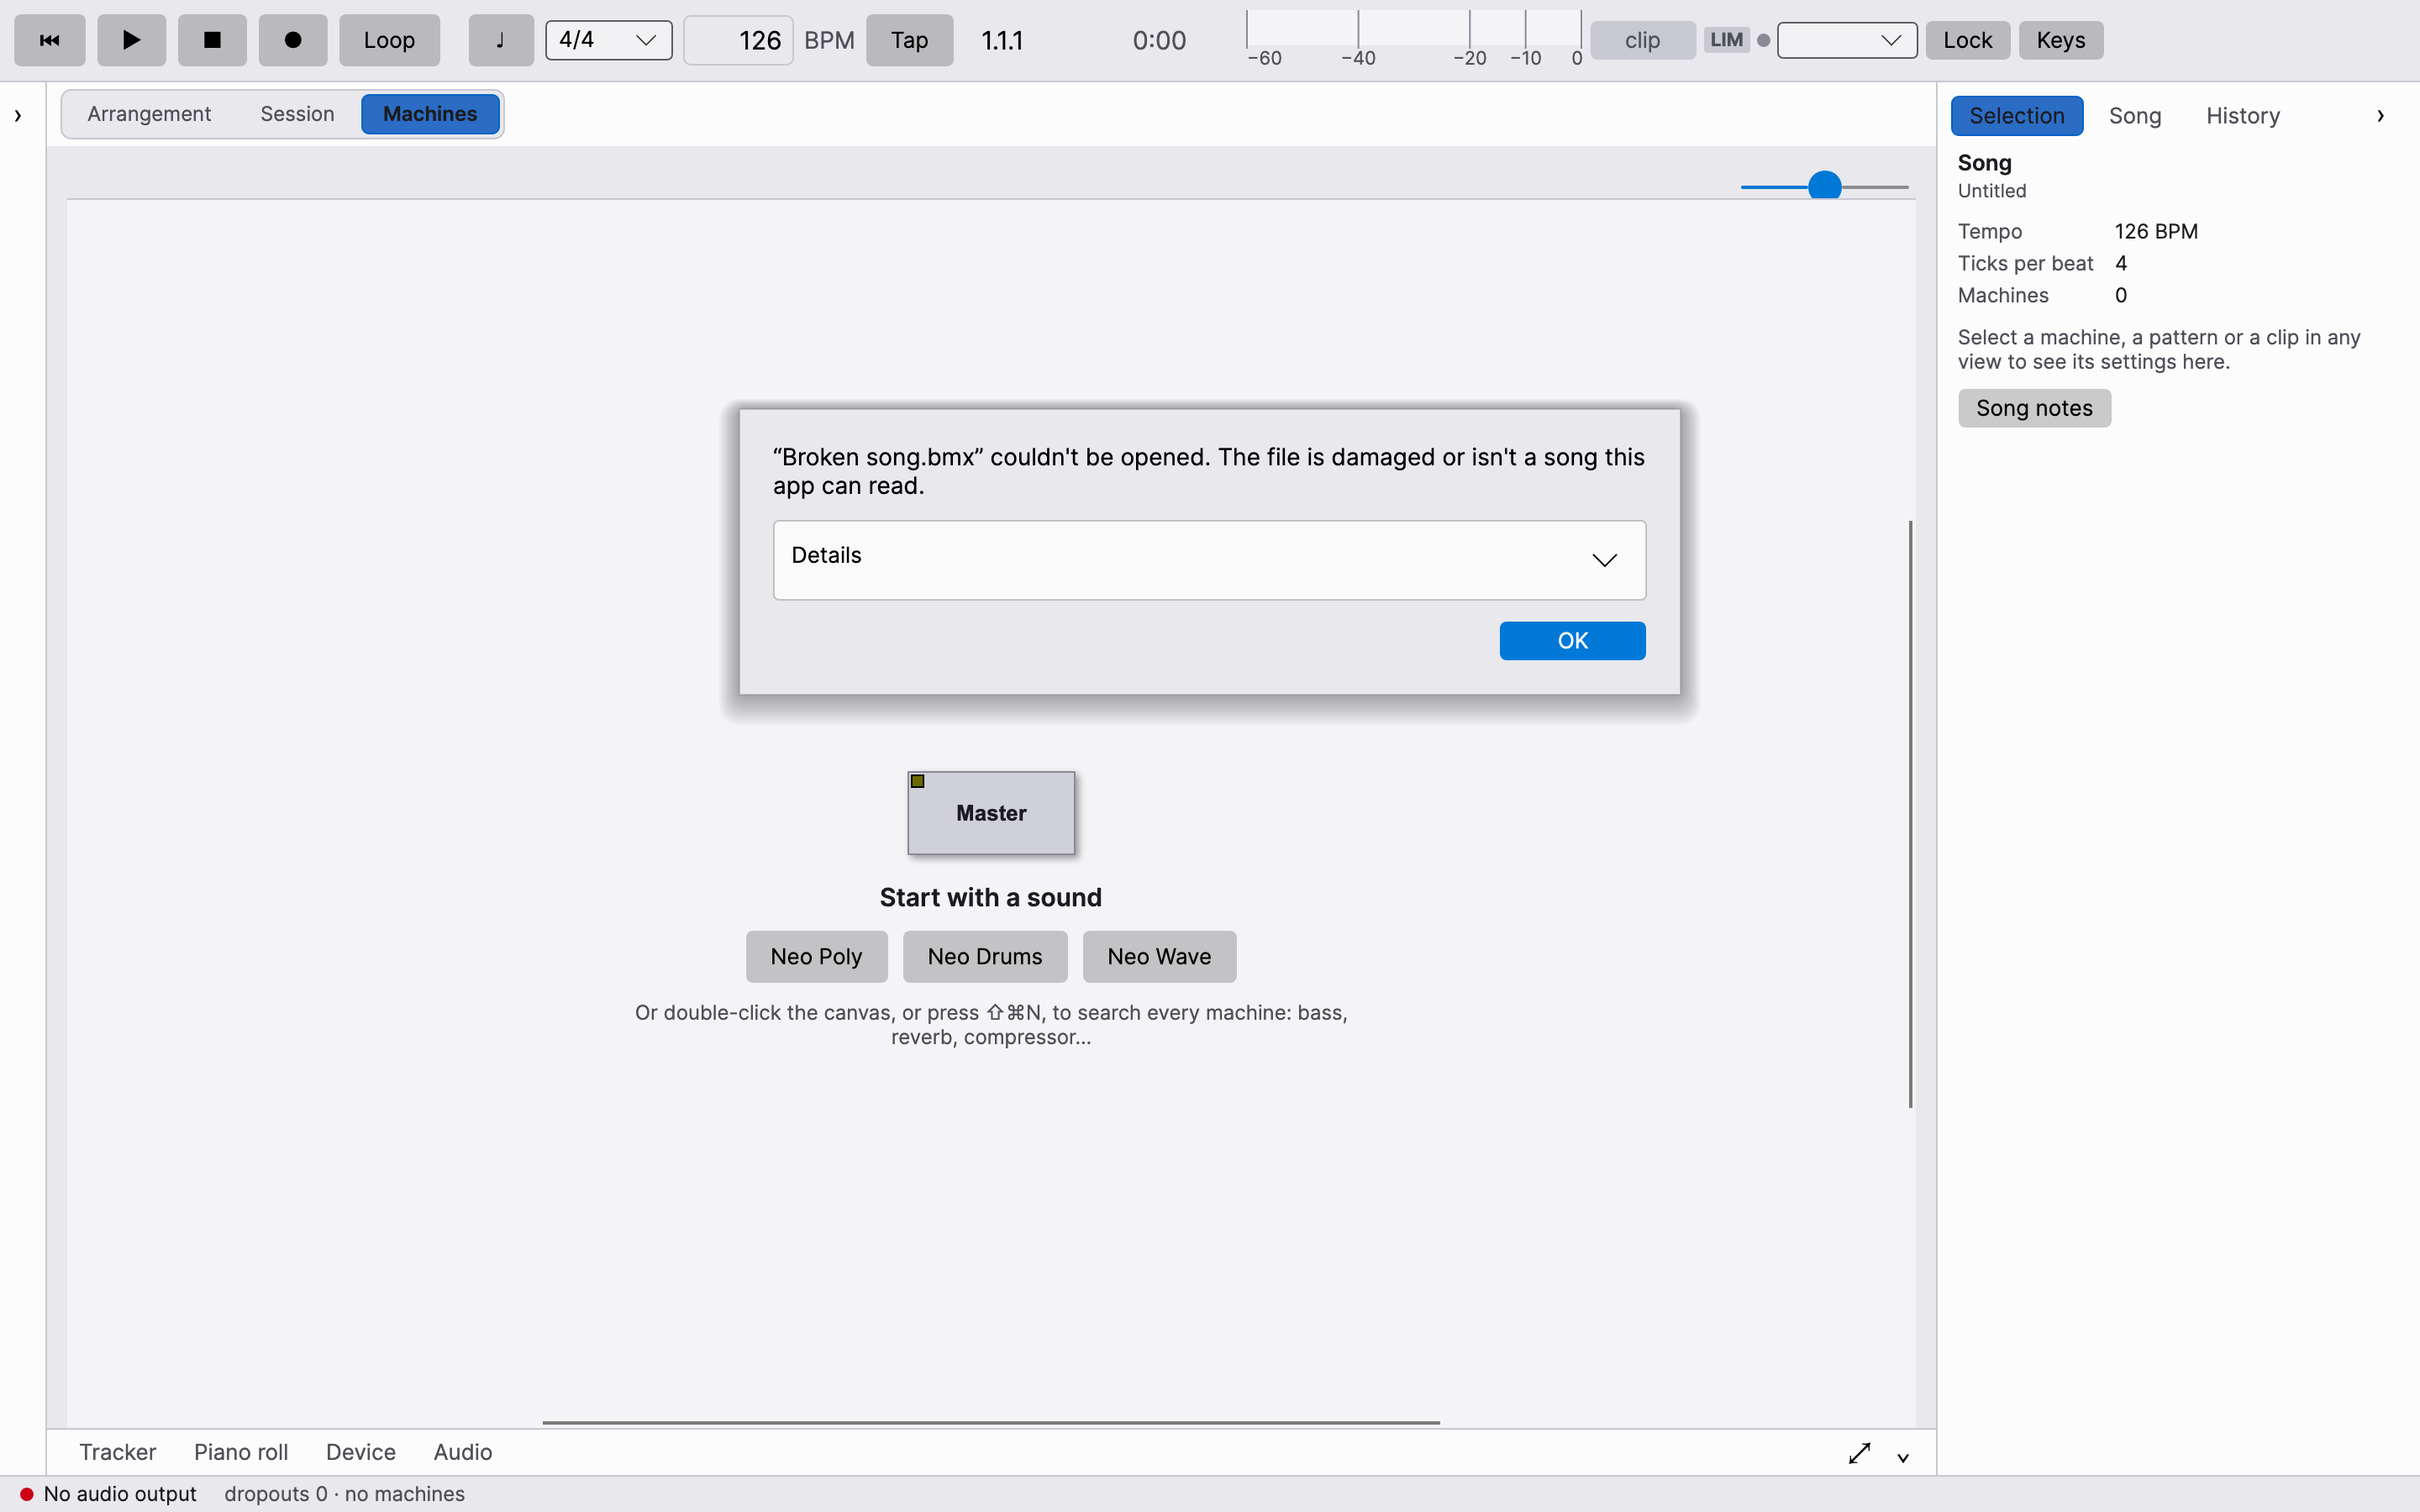 Loop
4/4
126
BPM
Tap
1.1.1
0:00
−60
−40
−20
−10
0
clip
LIM
Lock
Keys
Arrangement
Session
Machines
Selection
Song
History
Song
Untitled
Tempo
126 BPM
Ticks per beat
4
Machines
0
Select a machine, a pattern or a clip in any
view to see its settings here.
Song notes
“Broken song.bmx” couldn't be opened. The file is damaged or isn't a song this
app can read.
Details
OK
Master
Start with a sound
Neo Poly
Neo Drums
Neo Wave
Or double-click the canvas, or press ⇧⌘N, to search every machine: bass,
reverb, compressor...
Tracker
Piano roll
Device
Audio
No audio output
dropouts 0 · no machines